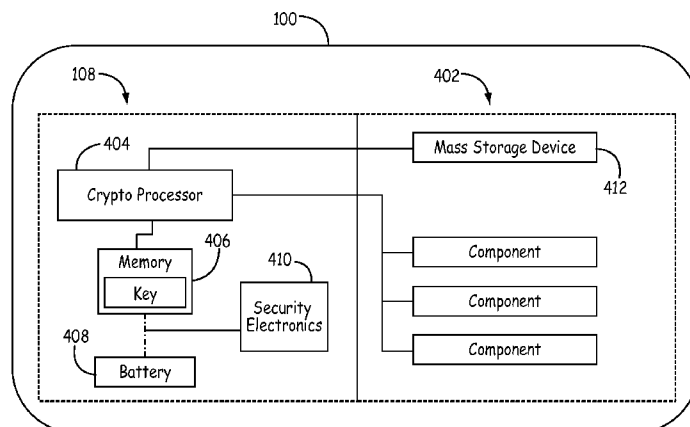 100
108
402
404
Mass Storage Device
412
Crypto Processor
406
Memory
Key
410
Security
Electronics
Component
Component
Component
408
Battery